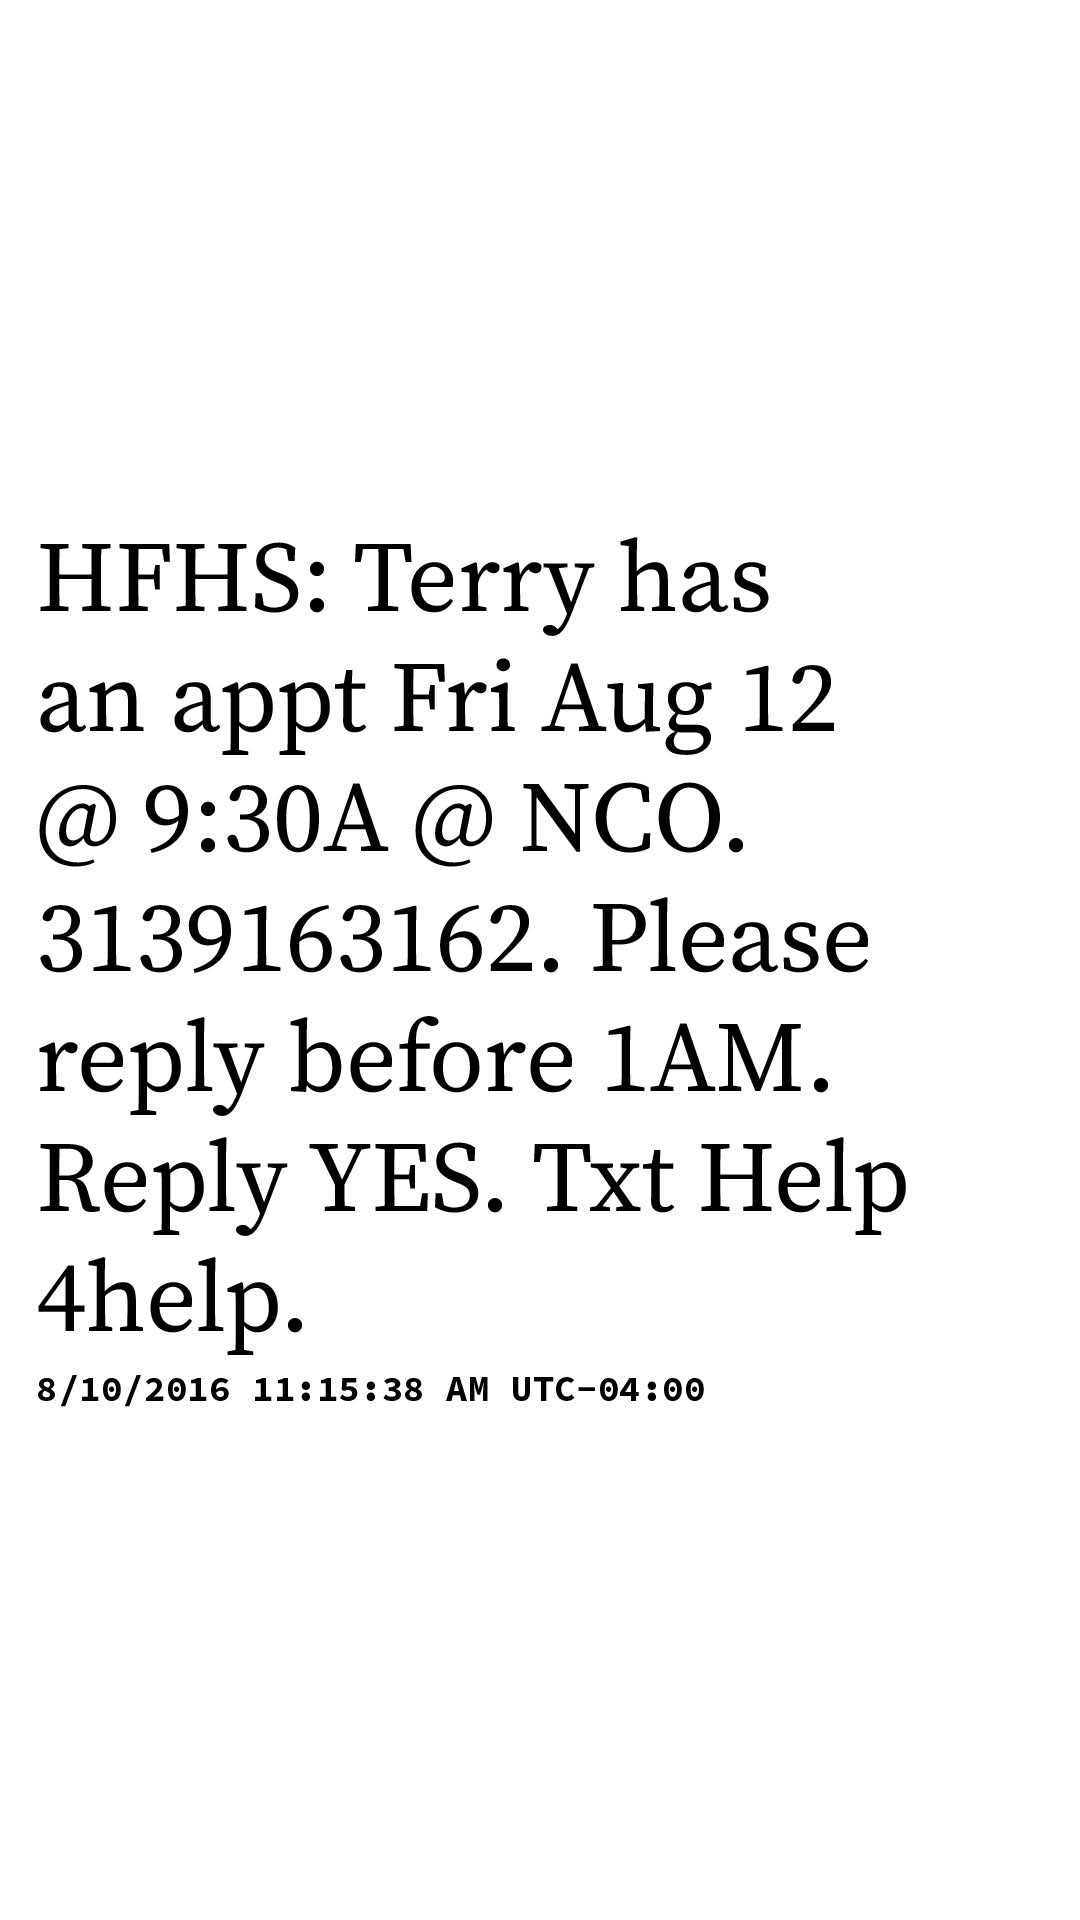 HFHS: Terry has
an appt Fri Aug 12
@ 9:30A @ NCO.
3139163162. Please
reply before 1AM.
Reply YES. Txt Help
4help.
8/10/2016 11:15:38 AM UTC-04:00